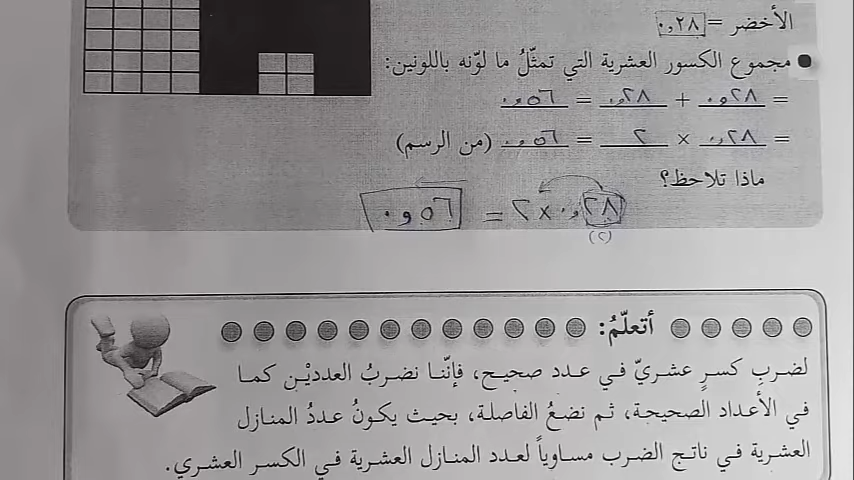 الأخضر = ٠,٢٨
مجموع الكسور العشرية التي تمثّلُ ما لوّنه باللونين:
= ٠,٢٨ + ٠,٢٨ = ٠,٥٦
= ٠,٢٨ × ٢ = ٠,٥٦ (من الرسم)
ماذا تلاحظ؟
٠,٢٨ × ٢ = ٠,٥٦
(٢)
أتعلّمُ:
لضربِ كسرٍ عشريّ في عدد صحيح، فإنّنا نضربُ العدديْن كما
في الأعداد الصحيحة، ثم نضعُ الفاصلة، بحيث يكونُ عددُ المنازل
العشرية في ناتج الضرب مساوياً لعدد المنازل العشرية في الكسر العشري.